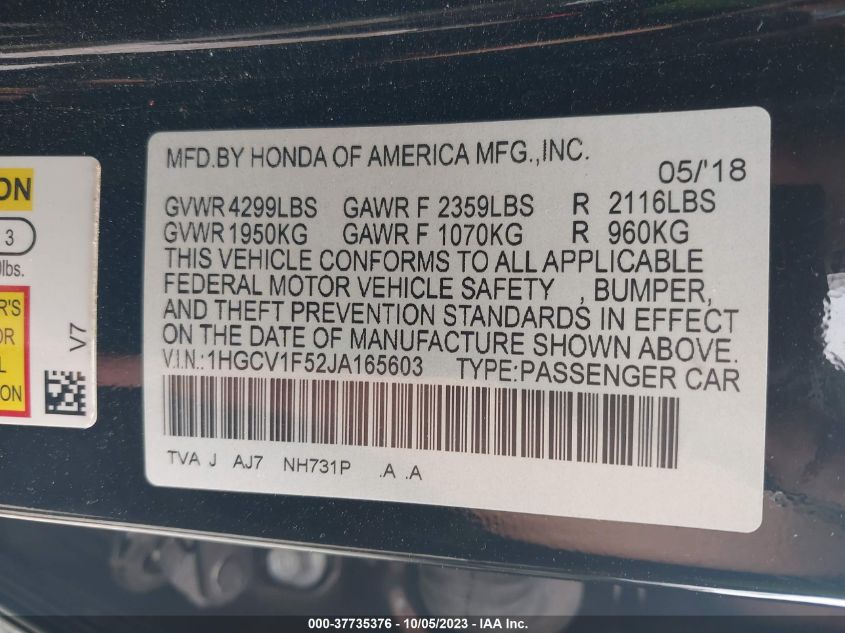 MFD.BY HONDA OF AMERICA MFG.,INC.
05/'18
GVWR 4299LBS GAWR F 2359LBS R 2116LBS
GVWR 1950KG GAWR F 1070KG R 960KG
THIS VEHICLE CONFORMS TO ALL APPLICABLE
FEDERAL MOTOR VEHICLE SAFETY , BUMPER,
AND THEFT PREVENTION STANDARDS IN EFFECT
ON THE DATE OF MANUFACTURE SHOWN ABOVE.
V.I.N.:1HGCV1F52JA165603 TYPE:PASSENGER CAR
TVA J AJ7 NH731P .A .A
ON
3
lbs.
R'S
OR
L
ION
V7
000-37735376 - 10/05/2023 - IAA Inc.